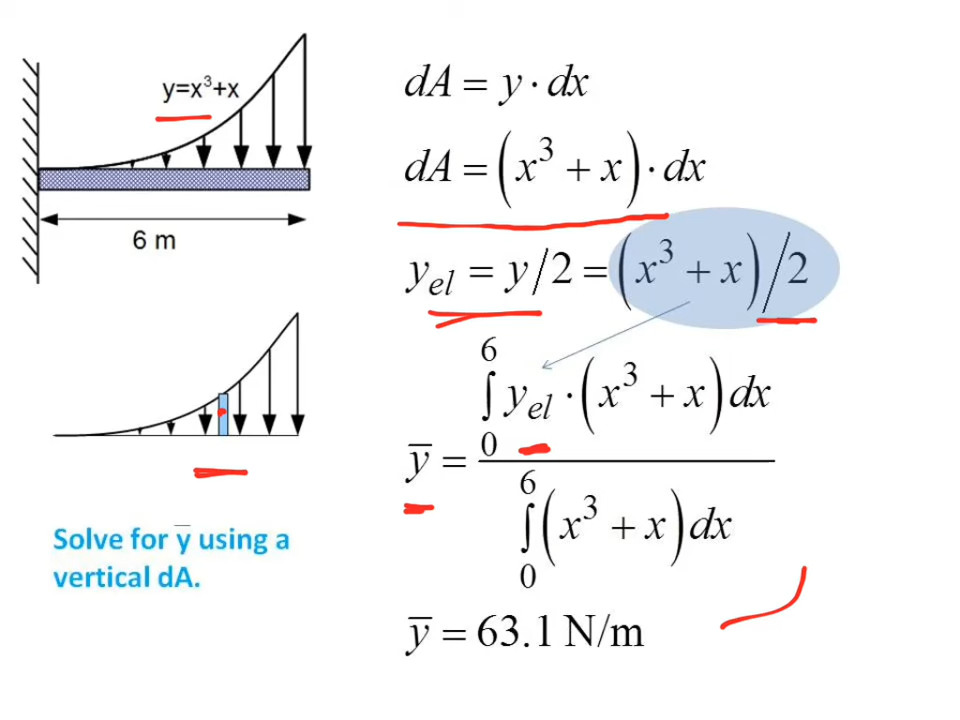 y=x³+x
6 m
Solve for y̅ using a
vertical dA.
dA = y · dx
dA = (x³ + x) · dx
y_el = y/2 = (x³ + x)/2
y̅ = ∫₀⁶ y_el · (x³ + x) dx / ∫₀⁶ (x³ + x) dx
y̅ = 63.1 N/m